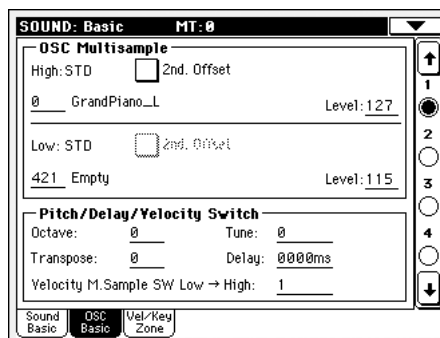 SOUND: Basic MT:0
OSC Multisample
High: STD 2nd. Offset
0 GrandPiano_L Level: 127
Low: STD 2nd. Offset
421 Empty Level: 115
Pitch/Delay/Velocity Switch
Octave: 0 Tune: 0
Transpose: 0 Delay: 0000ms
Velocity M.Sample SW Low → High: 1
1
2
3
4
Sound Basic
OSC Basic
Vel/Key Zone